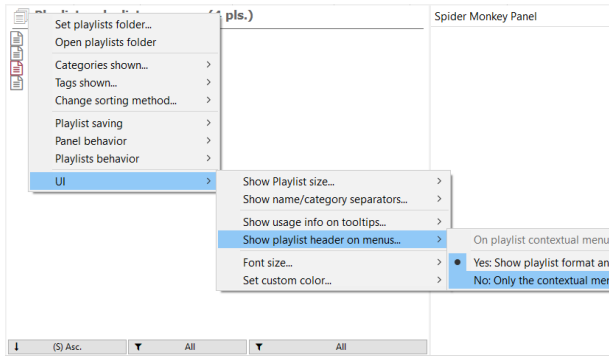 (4 pls.)
Spider Monkey Panel
Set playlists folder...
Open playlists folder
Categories shown...
Tags shown...
Change sorting method...
Playlist saving
Panel behavior
Playlists behavior
UI
Show Playlist size...
Show name/category separators...
Show usage info on tooltips...
Show playlist header on menus...
Font size...
Set custom color...
On playlist contextual menu
Yes: Show playlist format an
No: Only the contextual men
(S) Asc.
All
All